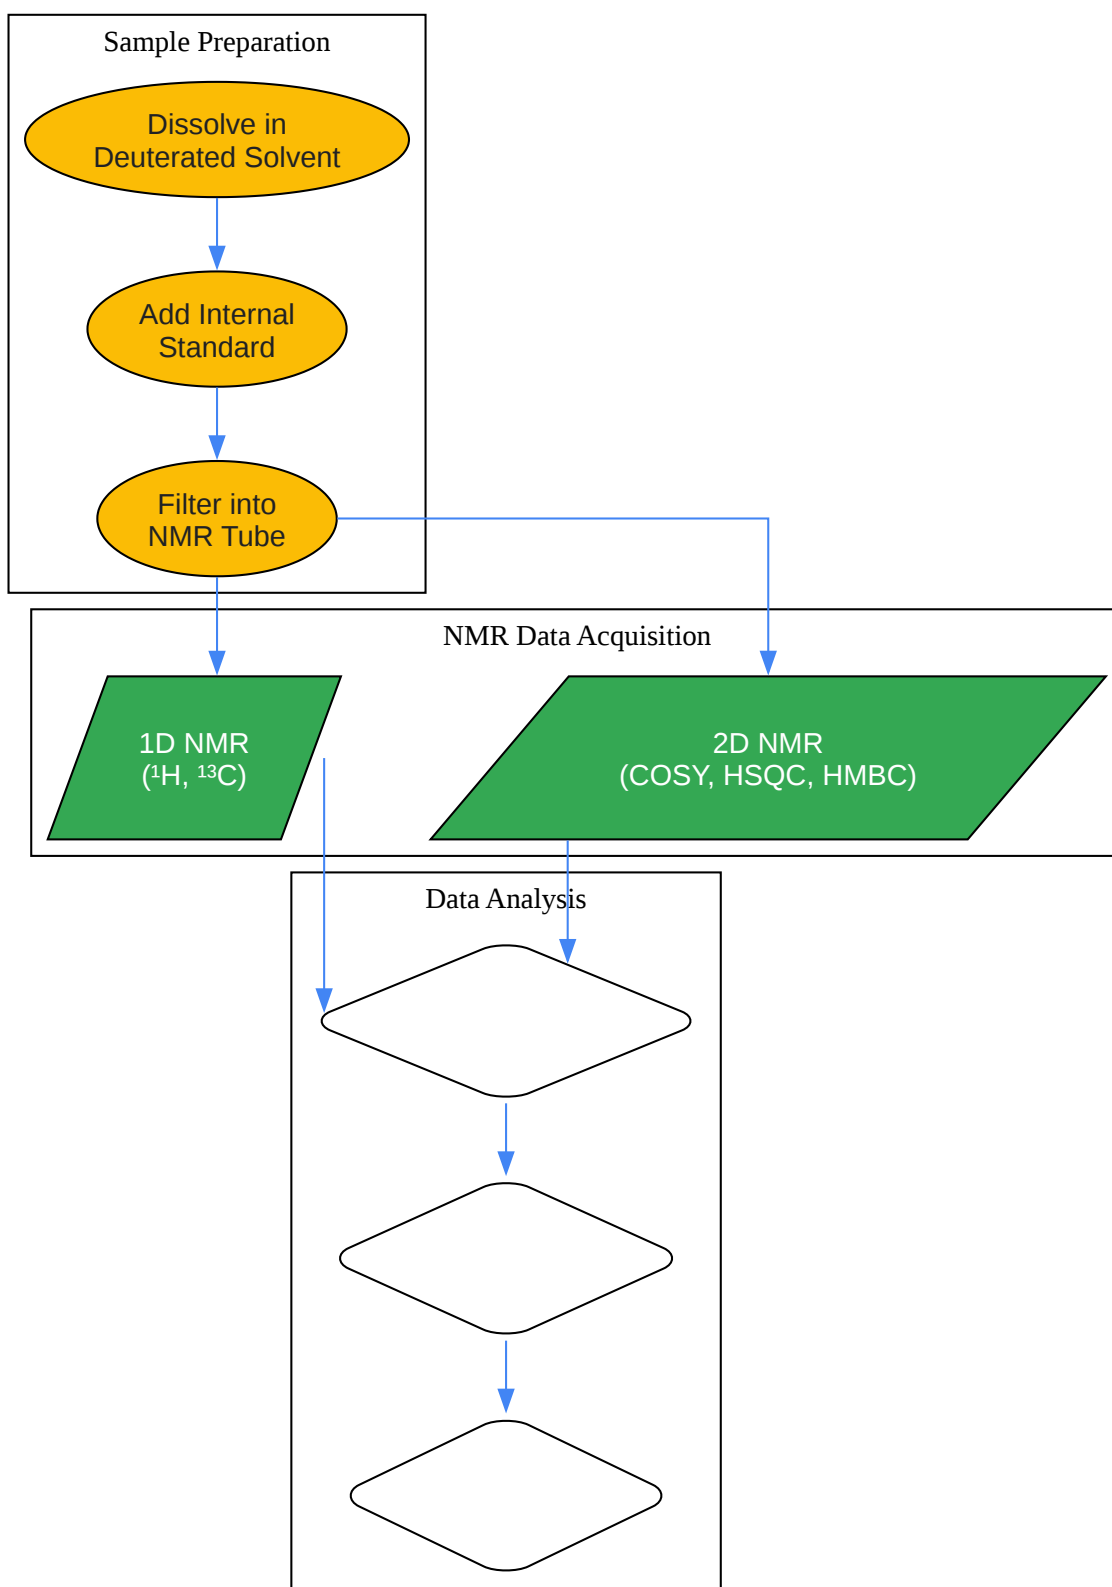 Sample Preparation
Dissolve in
Deuterated Solvent
Add Internal
Standard
Filter into
NMR Tube
NMR Data Acquisition
1D NMR
(¹H, ¹³C)
2D NMR
(COSY, HSQC, HMBC)
Data Analysis